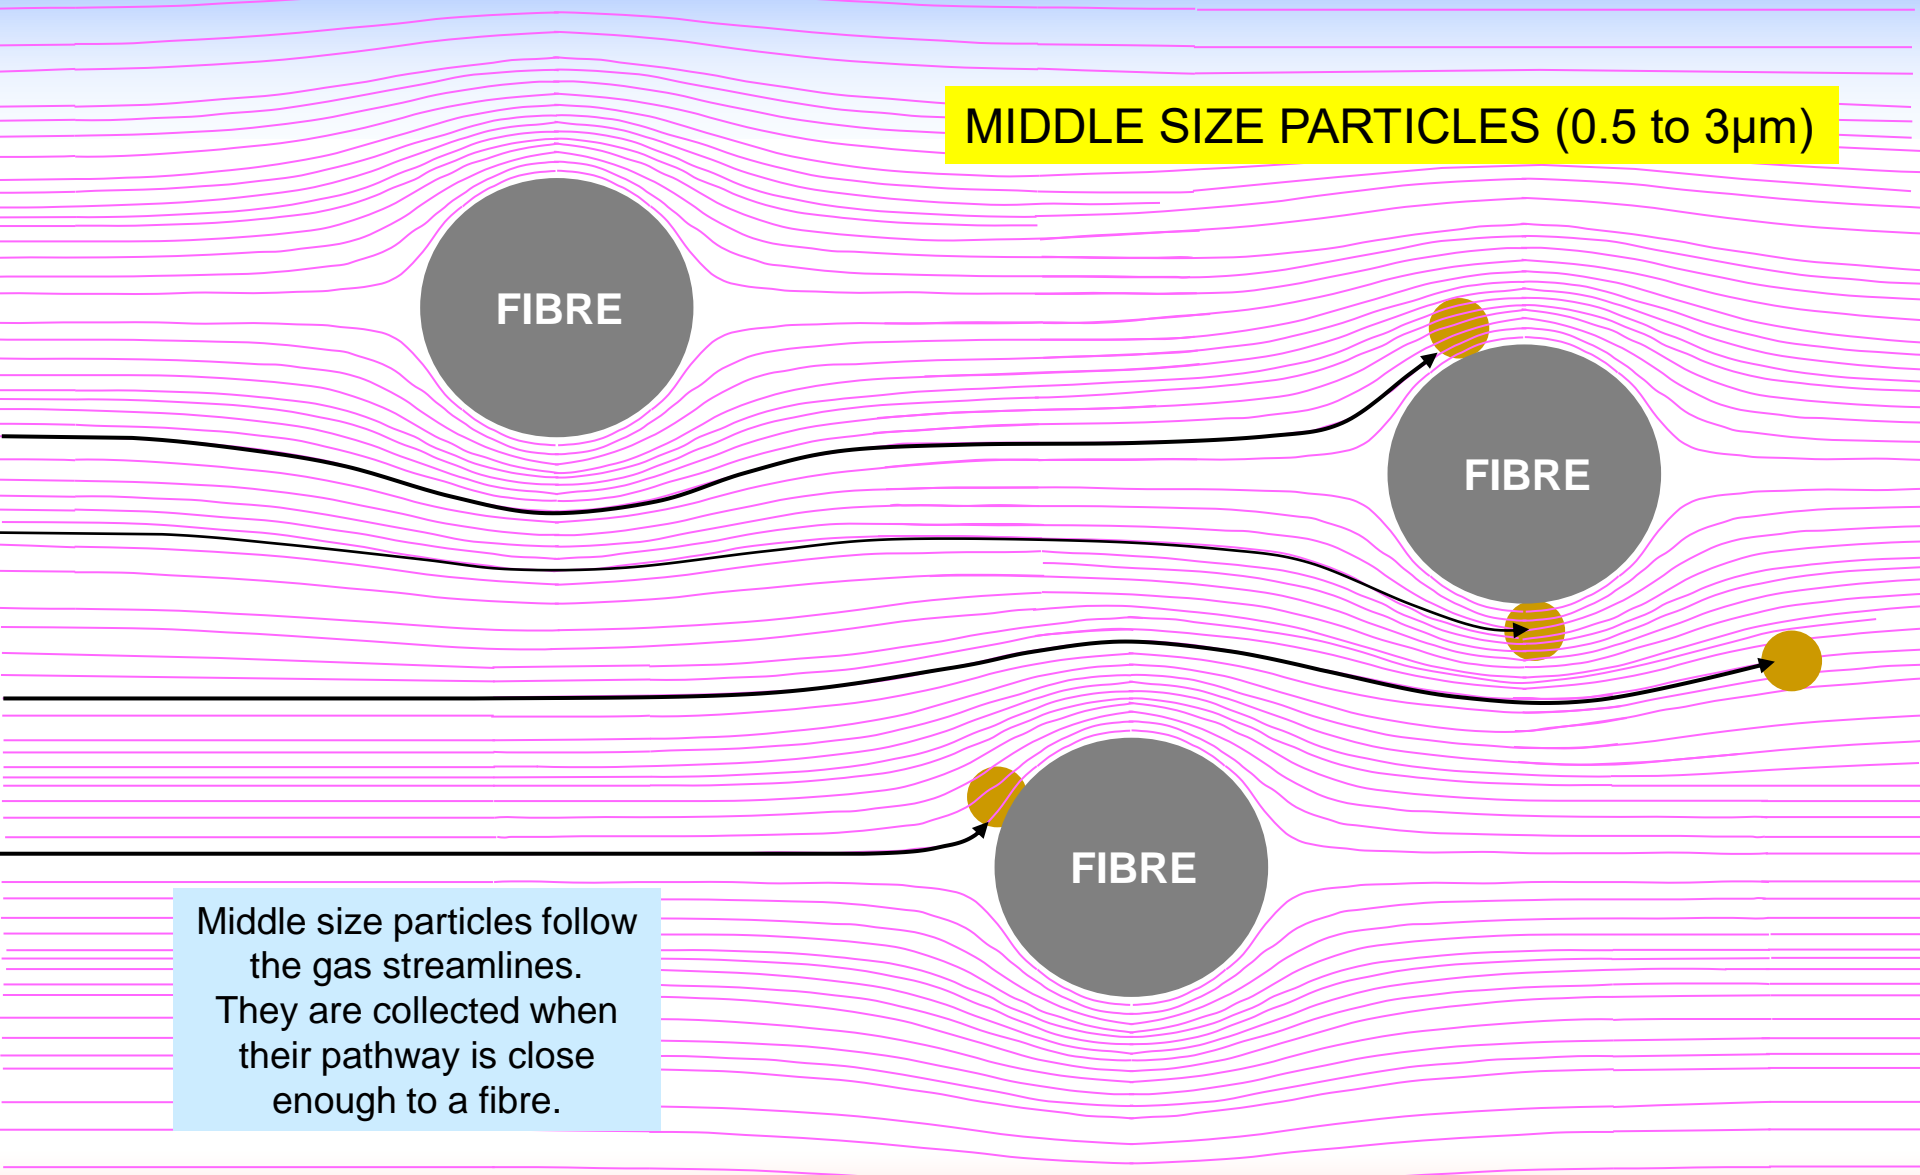 MIDDLE SIZE PARTICLES (0.5 to 3µm)
FIBRE
FIBRE
FIBRE
Middle size particles follow
the gas streamlines.
They are collected when
their pathway is close
enough to a fibre.